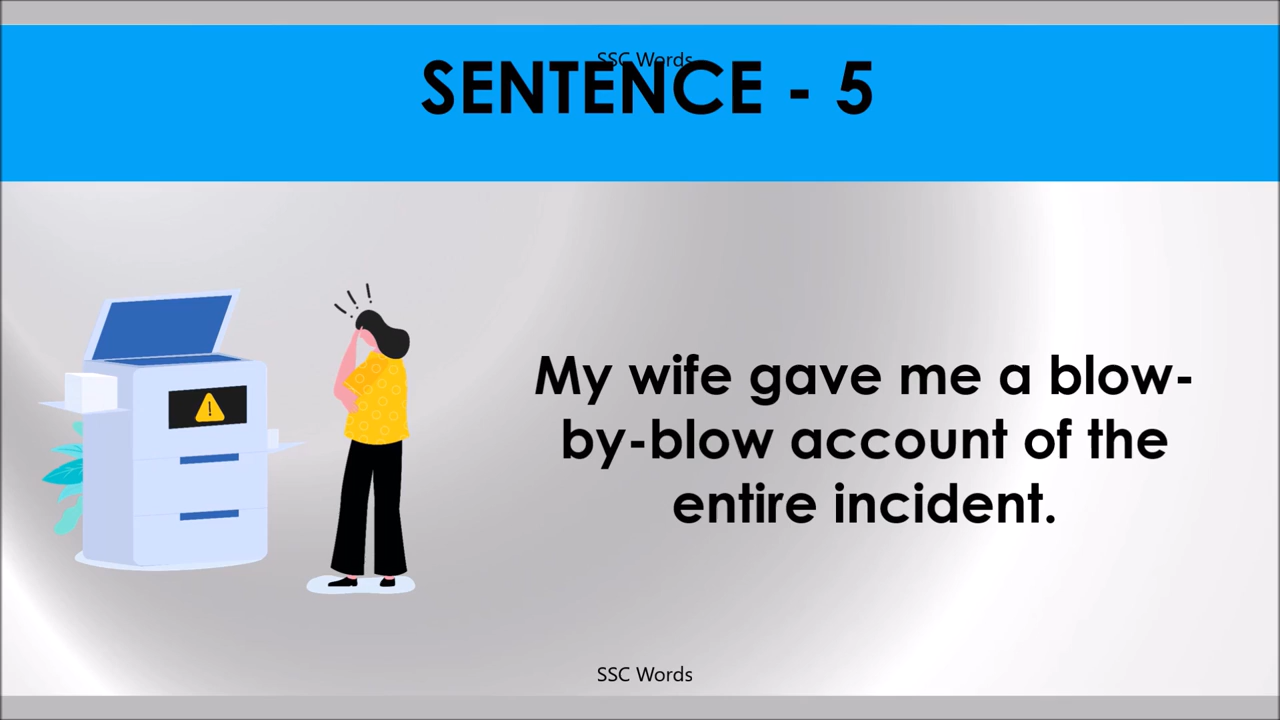 SSC Words
SENTENCE - 5
My wife gave me a blow-
by-blow account of the
entire incident.
SSC Words